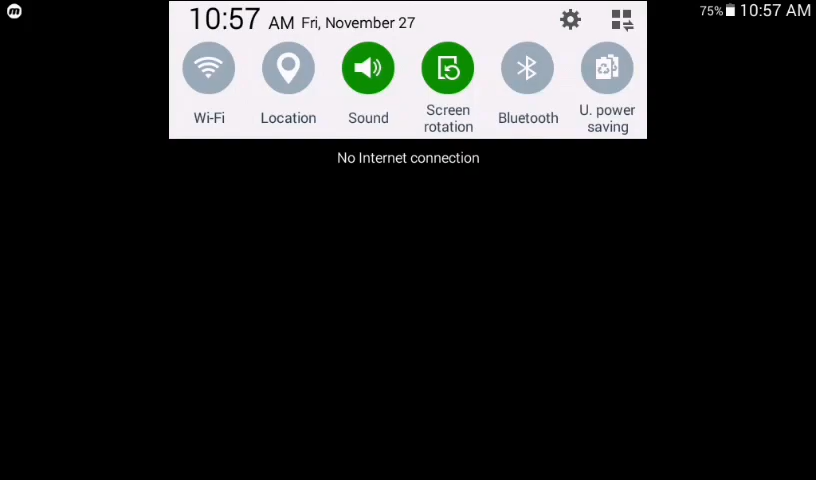 10:57 AM Fri, November 27
75% 10:57 AM
Wi-Fi
Location
Sound
Screen
rotation
Bluetooth
U. power
saving
No Internet connection